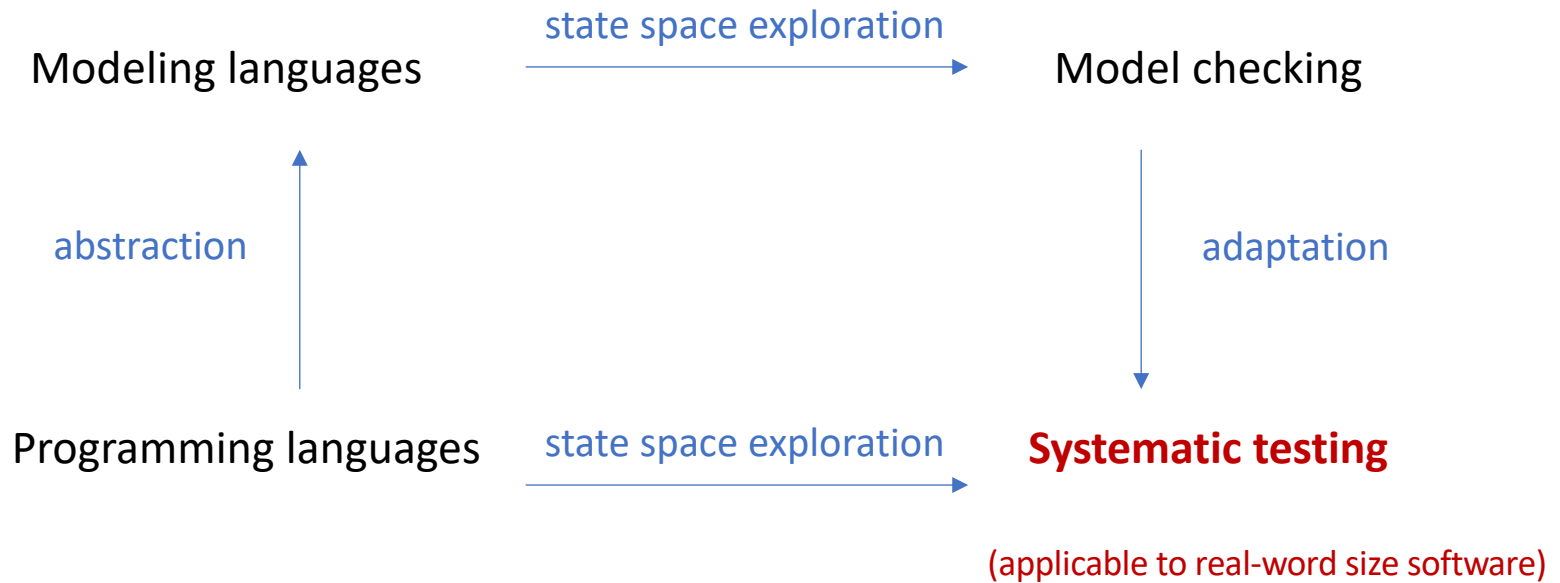 state space exploration
Modeling languages
Model checking
abstraction
adaptation
Programming languages
state space exploration
Systematic testing
(applicable to real-word size software)